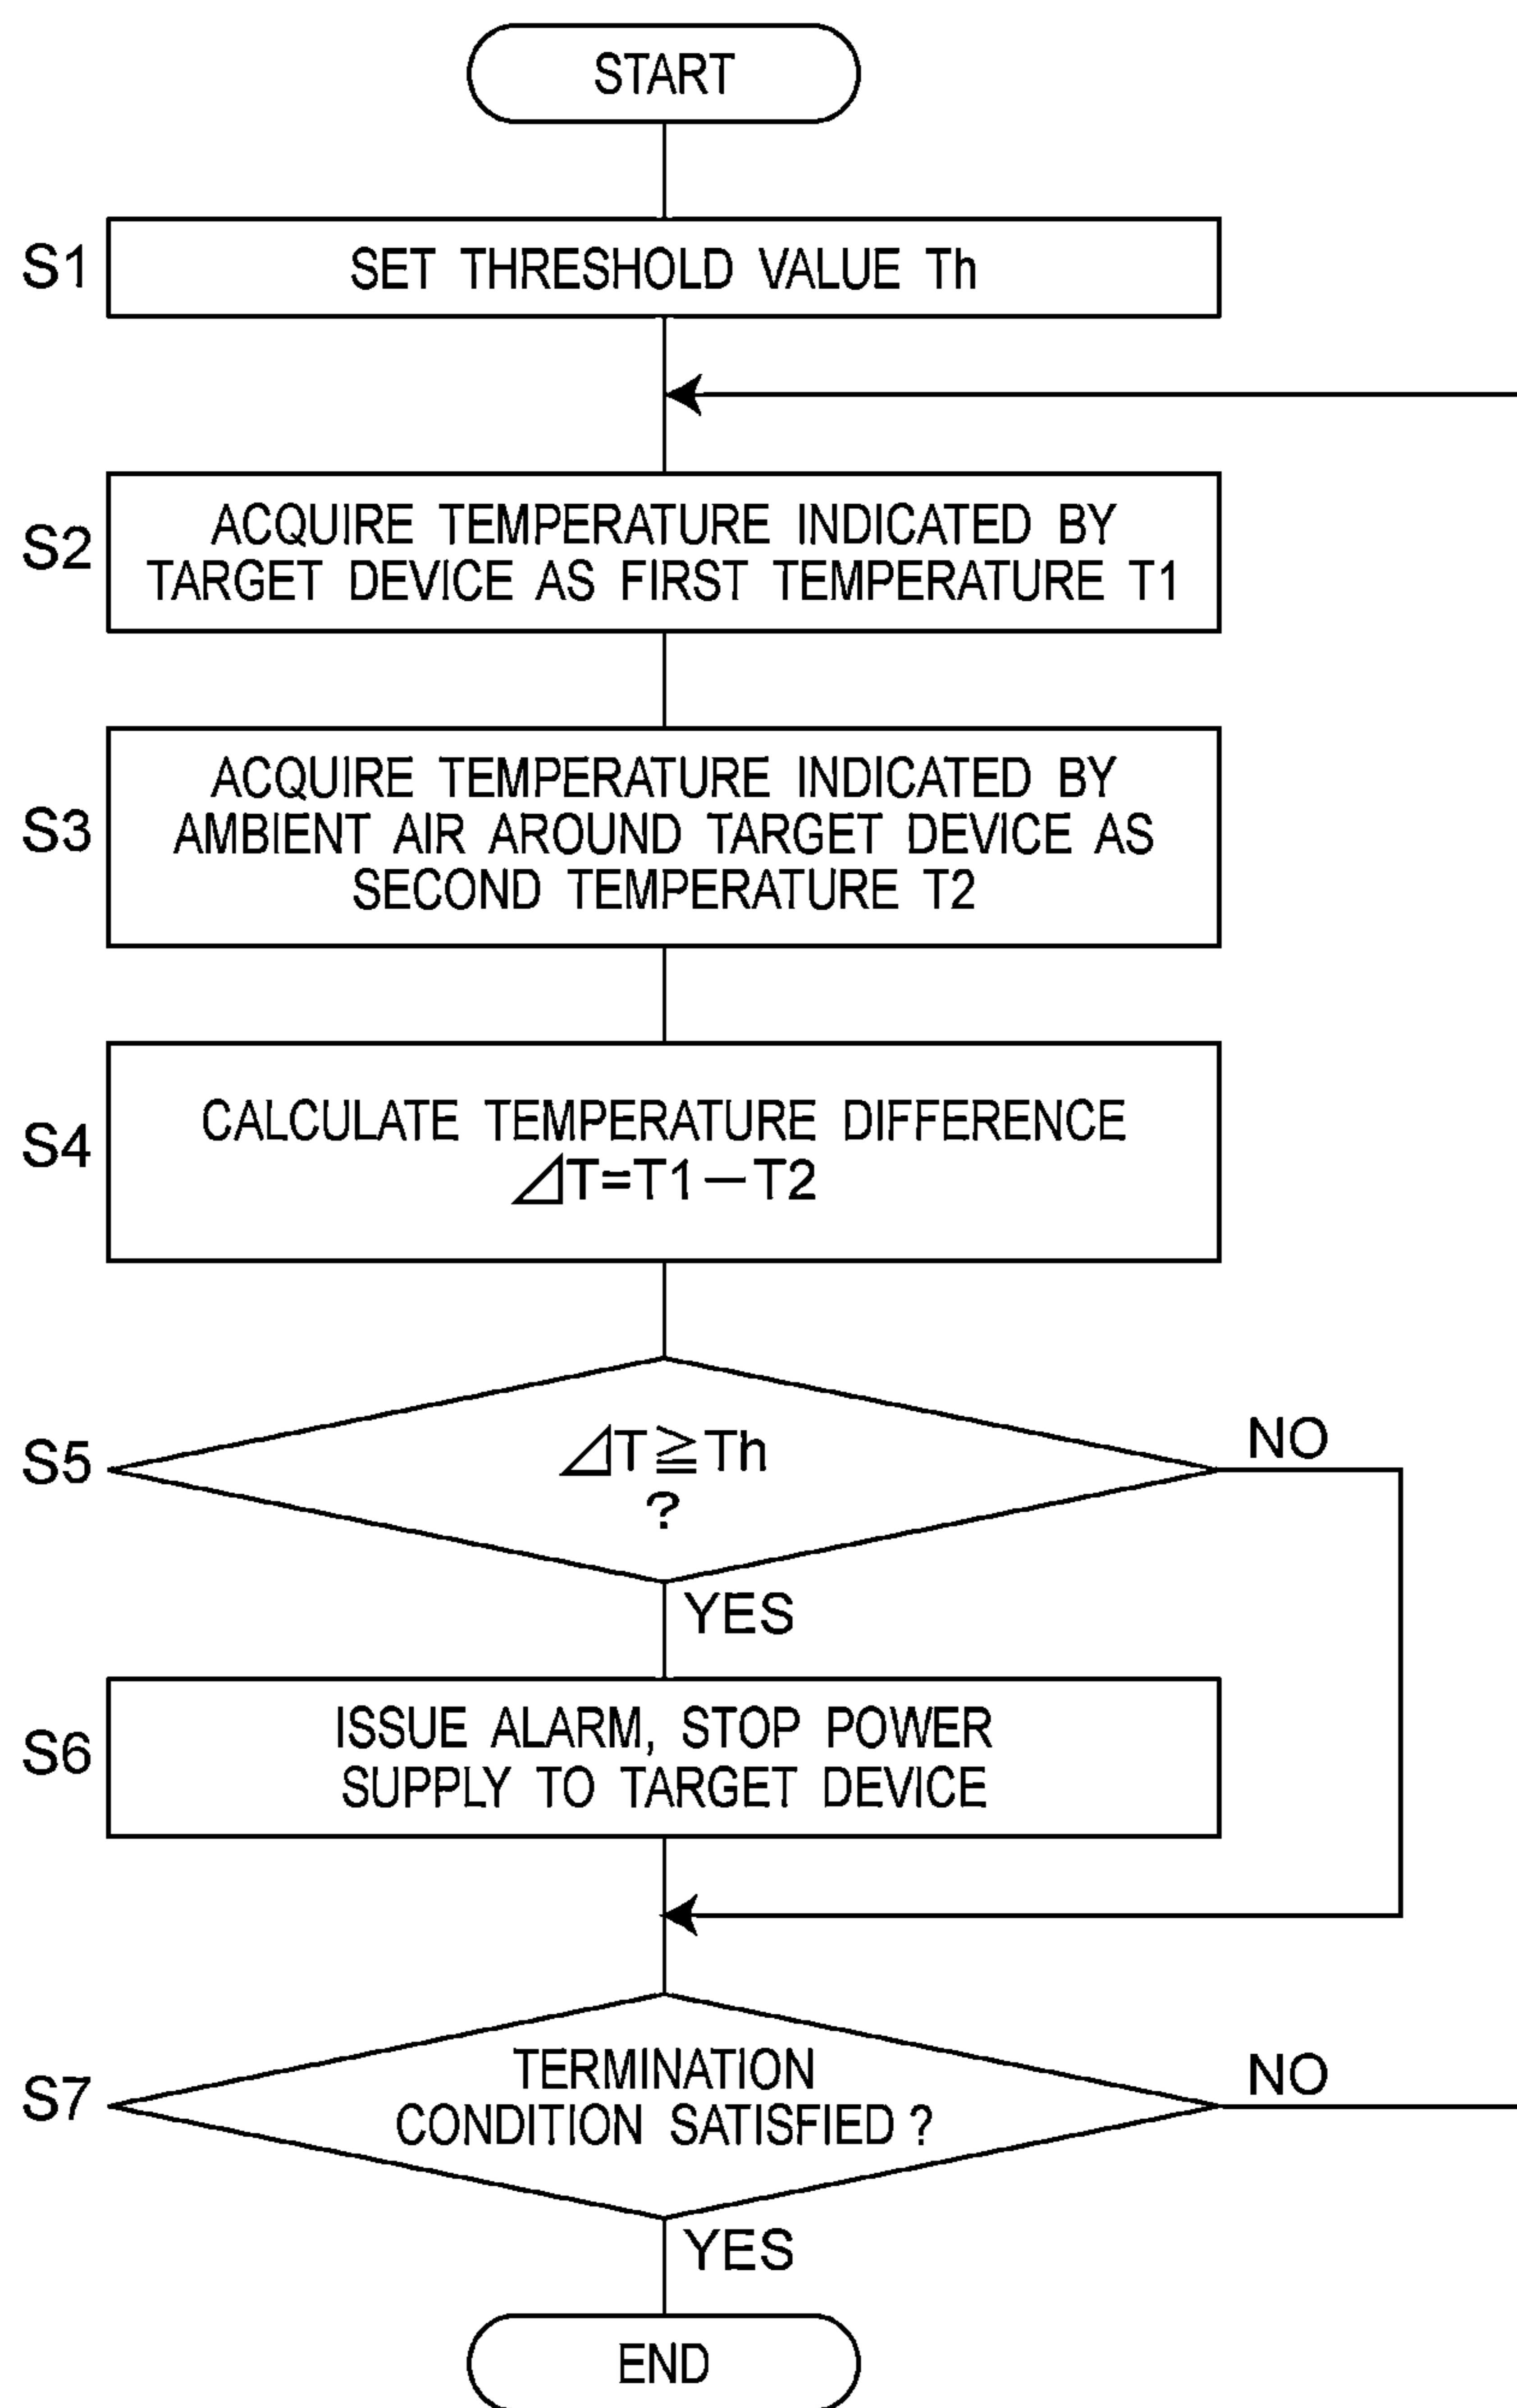 START
S1
SET THRESHOLD VALUE Th
S2
ACQUIRE TEMPERATURE INDICATED BY
TARGET DEVICE AS FIRST TEMPERATURE T1
S3
ACQUIRE TEMPERATURE INDICATED BY
AMBIENT AIR AROUND TARGET DEVICE AS
SECOND TEMPERATURE T2
S4
CALCULATE TEMPERATURE DIFFERENCE
⊿T=T1−T2
S5
⊿T≧Th
?
NO
YES
S6
ISSUE ALARM, STOP POWER
SUPPLY TO TARGET DEVICE
S7
TERMINATION
CONDITION SATISFIED ?
NO
YES
END